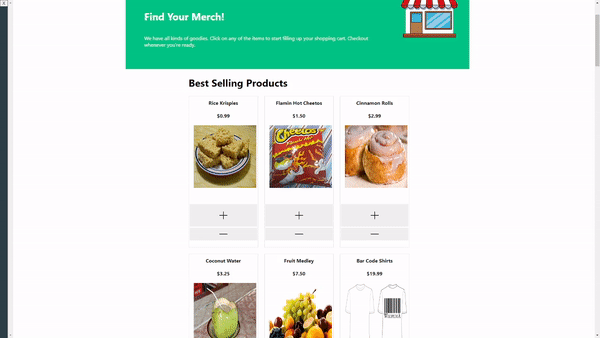 Find Your Merch!
We have all kinds of goodies. Click on any of the items to start filling up your shopping cart. Checkout
whenever you're ready.
Best Selling Products
Rice Krispies
$0.99
Flamin Hot Cheetos
$1.50
Cinnamon Rolls
$2.99
Cheetos
+
+
+
—
—
—
Coconut Water
$3.25
Fruit Medley
$7.50
Bar Code Shirts
$19.99